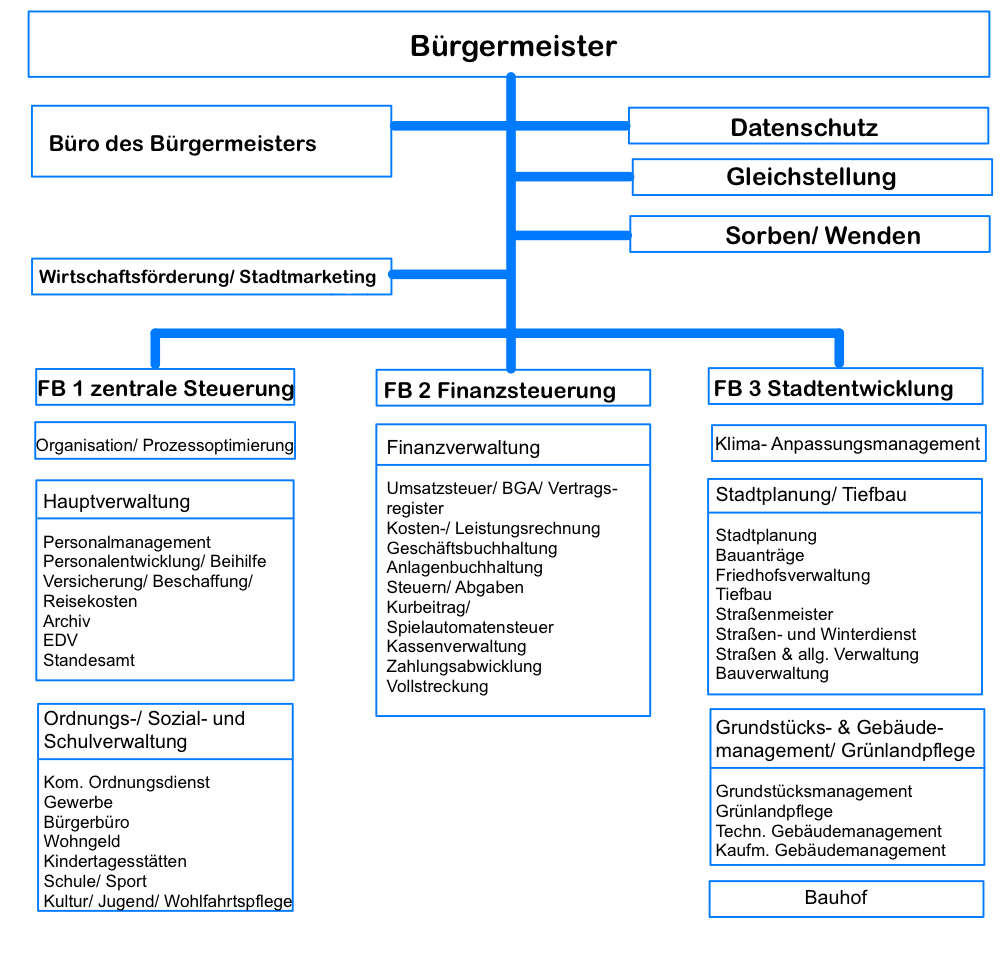 Bürgermeister
Büro des Bürgermeisters
Datenschutz
Gleichstellung
Sorben/ Wenden
Wirtschaftsförderung/ Stadtmarketing
FB 1 zentrale Steuerung
Organisation/ Prozessoptimierung
Hauptverwaltung
Personalmanagement
Personalentwicklung/ Beihilfe
Versicherung/ Beschaffung/
Reisekosten
Archiv
EDV
Standesamt
Ordnungs-/ Sozial- und
Schulverwaltung
Kom. Ordnungsdienst
Gewerbe
Bürgerbüro
Wohngeld
Kindertagesstätten
Schule/ Sport
Kultur/ Jugend/ Wohlfahrtspflege
FB 2 Finanzsteuerung
Finanzverwaltung
Umsatzsteuer/ BGA/ Vertrags-
register
Kosten-/ Leistungsrechnung
Geschäftsbuchhaltung
Anlagenbuchhaltung
Steuern/ Abgaben
Kurbeitrag/
Spielautomatensteuer
Kassenverwaltung
Zahlungsabwicklung
Vollstreckung
FB 3 Stadtentwicklung
Klima- Anpassungsmanagement
Stadtplanung/ Tiefbau
Stadtplanung
Bauanträge
Friedhofsverwaltung
Tiefbau
Straßenmeister
Straßen- und Winterdienst
Straßen & allg. Verwaltung
Bauverwaltung
Grundstücks- & Gebäude-
management/ Grünlandpflege
Grundstücksmanagement
Grünlandpflege
Techn. Gebäudemanagement
Kaufm. Gebäudemanagement
Bauhof